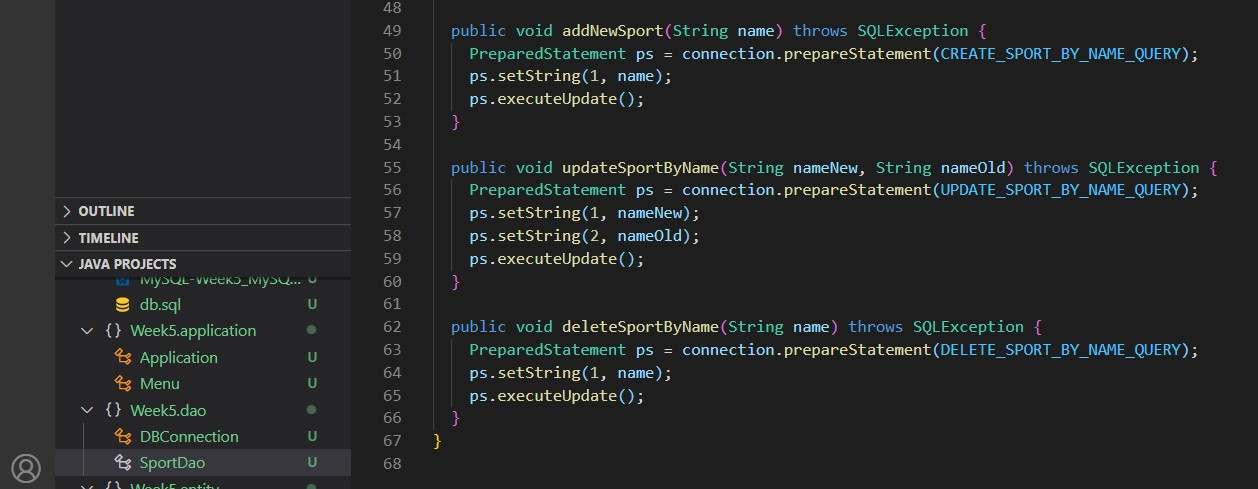 OUTLINE
TIMELINE
JAVA PROJECTS
MySQL-Week5_MySQ... U
db.sql U
{} Week5.application
Application U
Menu U
{} Week5.dao
DBConnection U
SportDao U
{} Week5.entity
48
49 public void addNewSport(String name) throws SQLException {
50 PreparedStatement ps = connection.prepareStatement(CREATE_SPORT_BY_NAME_QUERY);
51 ps.setString(1, name);
52 ps.executeUpdate();
53 }
54
55 public void updateSportByName(String nameNew, String nameOld) throws SQLException {
56 PreparedStatement ps = connection.prepareStatement(UPDATE_SPORT_BY_NAME_QUERY);
57 ps.setString(1, nameNew);
58 ps.setString(2, nameOld);
59 ps.executeUpdate();
60 }
61
62 public void deleteSportByName(String name) throws SQLException {
63 PreparedStatement ps = connection.prepareStatement(DELETE_SPORT_BY_NAME_QUERY);
64 ps.setString(1, name);
65 ps.executeUpdate();
66 }
67 }
68